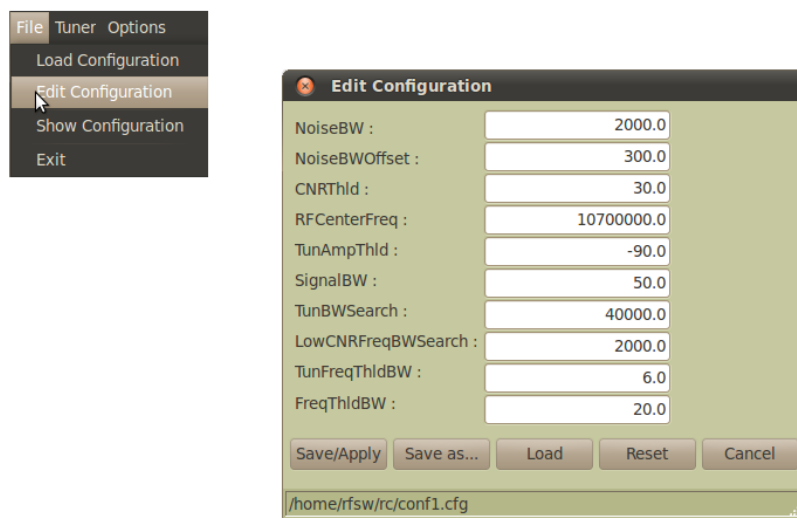 File Tuner Options
Load Configuration
Edit Configuration
Show Configuration
Exit
Edit Configuration
NoiseBW : 2000.0
NoiseBWOffset : 300.0
CNRThld : 30.0
RFCenterFreq : 10700000.0
TunAmpThld : -90.0
SignalBW : 50.0
TunBWSearch : 40000.0
LowCNRFreqBWSearch : 2000.0
TunFreqThldBW : 6.0
FreqThldBW : 20.0
Save/Apply Save as... Load Reset Cancel
/home/rfsw/rc/conf1.cfg